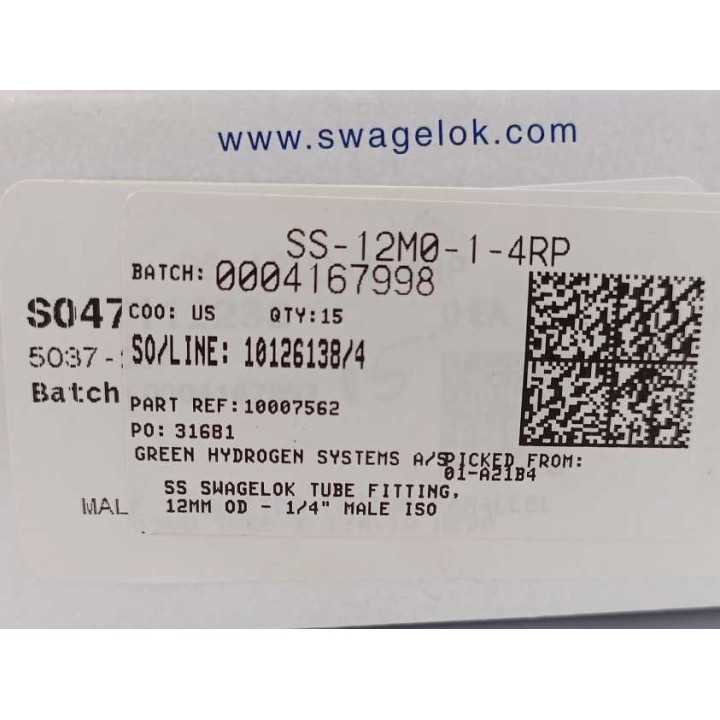 www.swagelok.com
SS-12M0-1-4RP
BATCH: 0004167998
S047
COO: US QTY:15
5037-
SO/LINE: 10126138/4
Batch
PART REF:10007562
PO: 31681
GREEN HYDROGEN SYSTEMS A/S PICKED FROM:
01-A21B4
SS SWAGELOK TUBE FITTING,
MAL
12MM OD - 1/4" MALE ISO